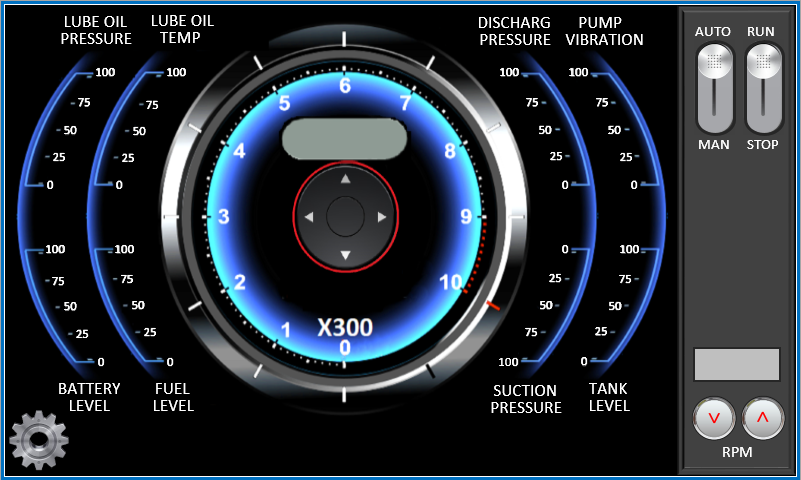 LUBE OIL
PRESSURE
LUBE OIL
TEMP
DISCHARG
PRESSURE
PUMP
VIBRATION
AUTO
RUN
MAN
STOP
100
75
50
25
0
100
75
50
25
0
100
75
50
25
0
100
75
50
25
0
0
1
2
3
4
5
6
7
8
9
10
X300
100
75
50
25
0
100
75
50
25
0
0
25
50
75
100
100
75
50
25
0
BATTERY
LEVEL
FUEL
LEVEL
SUCTION
PRESSURE
TANK
LEVEL
RPM